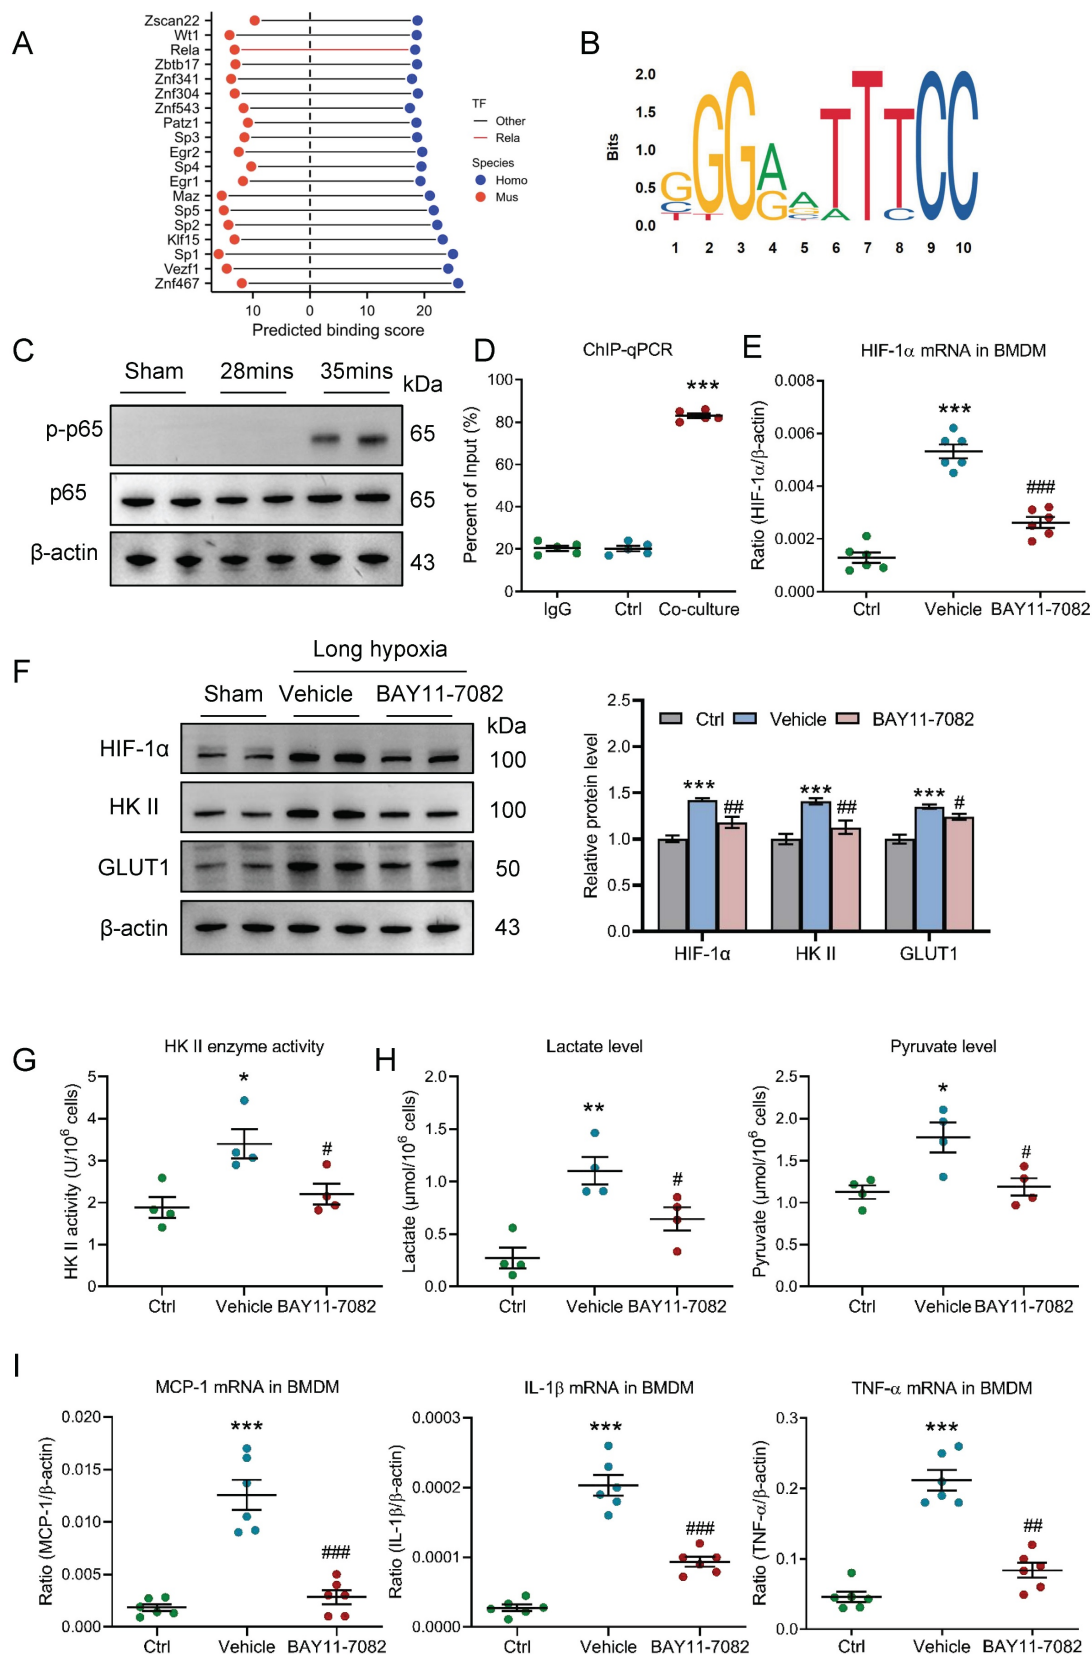 A
Zscan22
Wt1
Rela
Zbtb17
Znf341
Znf304
Znf543
Patz1
Sp3
Egr2
Sp4
Egr1
Maz
Sp5
Sp2
Klf15
Sp1
Vezf1
Znf467
10 0 10 20
Predicted binding score
TF
Other
Rela
Species
Homo
Mus
B
Bits
2.0
1.5
1.0
0.5
0.0
1 2 3 4 5 6 7 8 9 10
C
Sham 28mins 35mins
kDa
p-p65 65
p65 65
β-actin 43
D
ChIP-qPCR
Percent of Input (%)
100
80
60
40
20
0
***
IgG Ctrl Co-culture
E
HIF-1α mRNA in BMDM
Ratio (HIF-1α/β-actin)
0.008
0.006
0.004
0.002
0.000
***
###
Ctrl Vehicle BAY11-7082
F
Long hypoxia
Sham Vehicle BAY11-7082
kDa
HIF-1α 100
HK II 100
GLUT1 50
β-actin 43
Relative protein level
2.5
2.0
1.5
1.0
0.5
0.0
Ctrl Vehicle BAY11-7082
*** ## *** ## *** #
HIF-1α HK II GLUT1
G
HK II enzyme activity
HK II activity (U/10⁶ cells)
5
4
3
2
1
0
*
#
Ctrl Vehicle BAY11-7082
H
Lactate level
Lactate (μmol/10⁶ cells)
2.0
1.5
1.0
0.5
0.0
**
#
Ctrl Vehicle BAY11-7082
Pyruvate level
Pyruvate (μmol/10⁶ cells)
2.5
2.0
1.5
1.0
0.5
0.0
*
#
Ctrl Vehicle BAY11-7082
I
MCP-1 mRNA in BMDM
Ratio (MCP-1/β-actin)
0.020
0.015
0.010
0.005
0.000
***
###
Ctrl Vehicle BAY11-7082
IL-1β mRNA in BMDM
Ratio (IL-1β/β-actin)
0.0003
0.0002
0.0001
0.0000
***
###
Ctrl Vehicle BAY11-7082
TNF-α mRNA in BMDM
Ratio (TNF-α/β-actin)
0.3
0.2
0.1
0.0
***
##
Ctrl Vehicle BAY11-7082